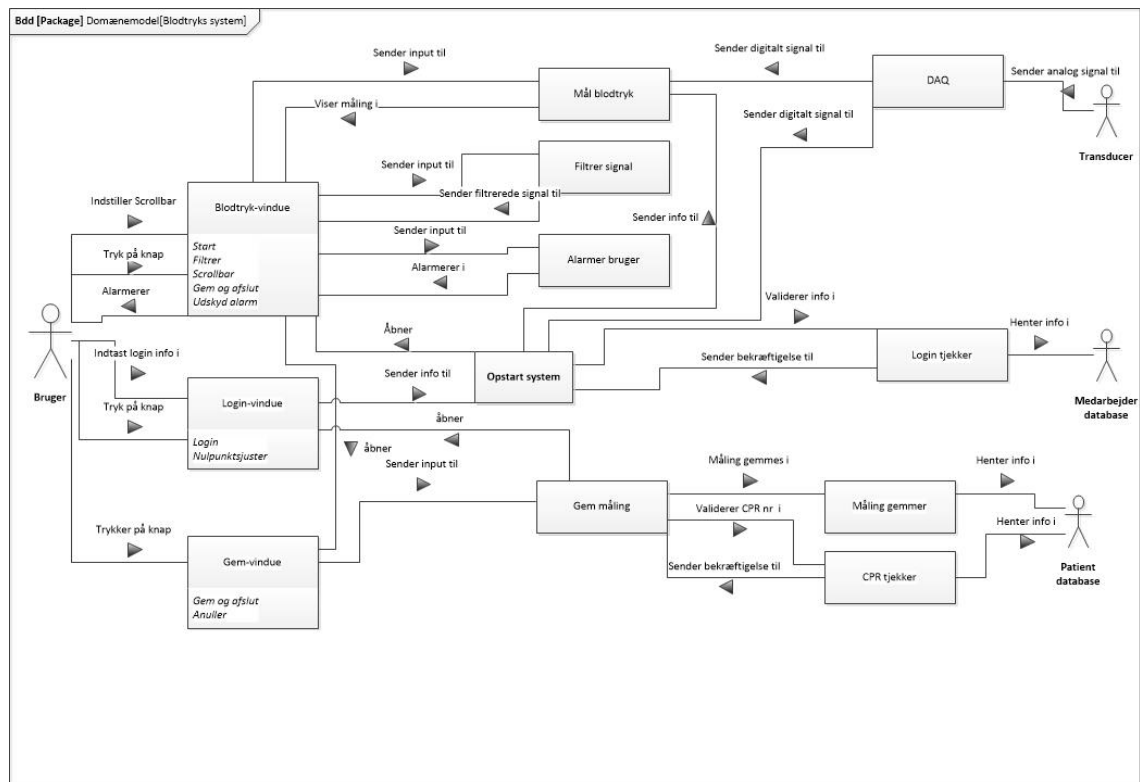 Bdd [Package] Domænemodel[Blodtryks system]
Sender input til
Sender digitalt signal til
DAQ
Sender analog signal til
Mål blodtryk
Viser måling i
Sender digitalt signal til
Transducer
Filtrer signal
Sender input til
Sender filtrerede signal til
Indstiller Scrollbar
Blodtryk-vindue
Sender info til
Sender input til
Start
Filtrer
Scrollbar
Gem og afslut
Udskyd alarm
Tryk på knap
Alarmer bruger
Alarmerer i
Alarmerer
Validerer info i
Åbner
Henter info i
Indtast login info i
Sender bekræftigelse til
Login tjekker
Sender info til
Opstart system
Bruger
Medarbejder
database
Login-vindue
Tryk på knap
åbner
Login
Nulpunktsjuster
åbner
Sender input til
Måling gemmes i
Henter info i
Gem måling
Måling gemmer
Validerer CPR nr i
Henter info i
Trykker på knap
Gem-vindue
Sender bekræftigelse til
CPR tjekker
Patient
database
Gem og afslut
Anuller